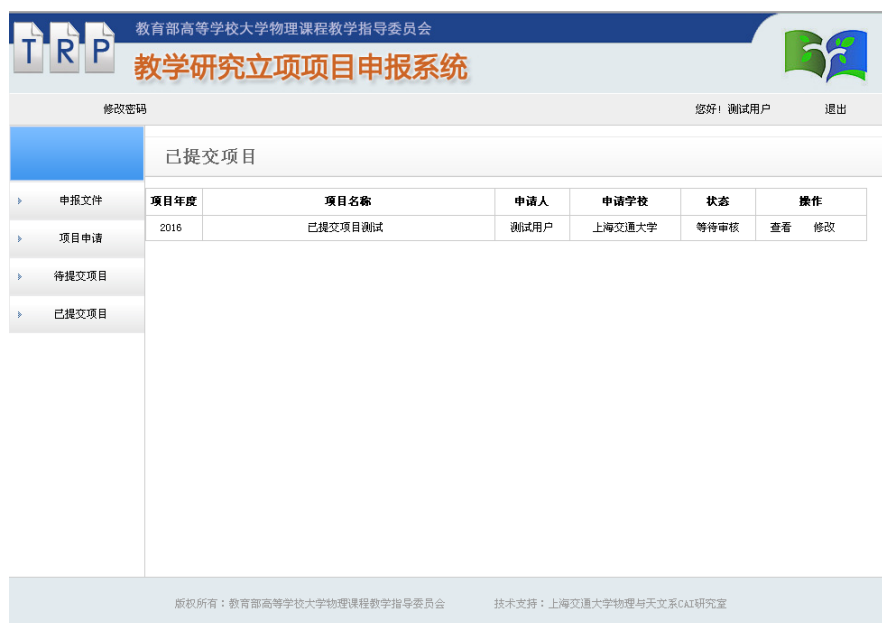 TRP
教育部高等学校大学物理课程教学指导委员会
教学研究立项项目申报系统
修改密码 您好！测试用户 退出
已提交项目
申报文件
项目申请
待提交项目
已提交项目
项目年度 项目名称 申请人 申请学校 状态 操作
2016 已提交项目测试 测试用户 上海交通大学 等待审核 查看 修改
版权所有：教育部高等学校大学物理课程教学指导委员会 技术支持：上海交通大学物理与天文系CAI研究室